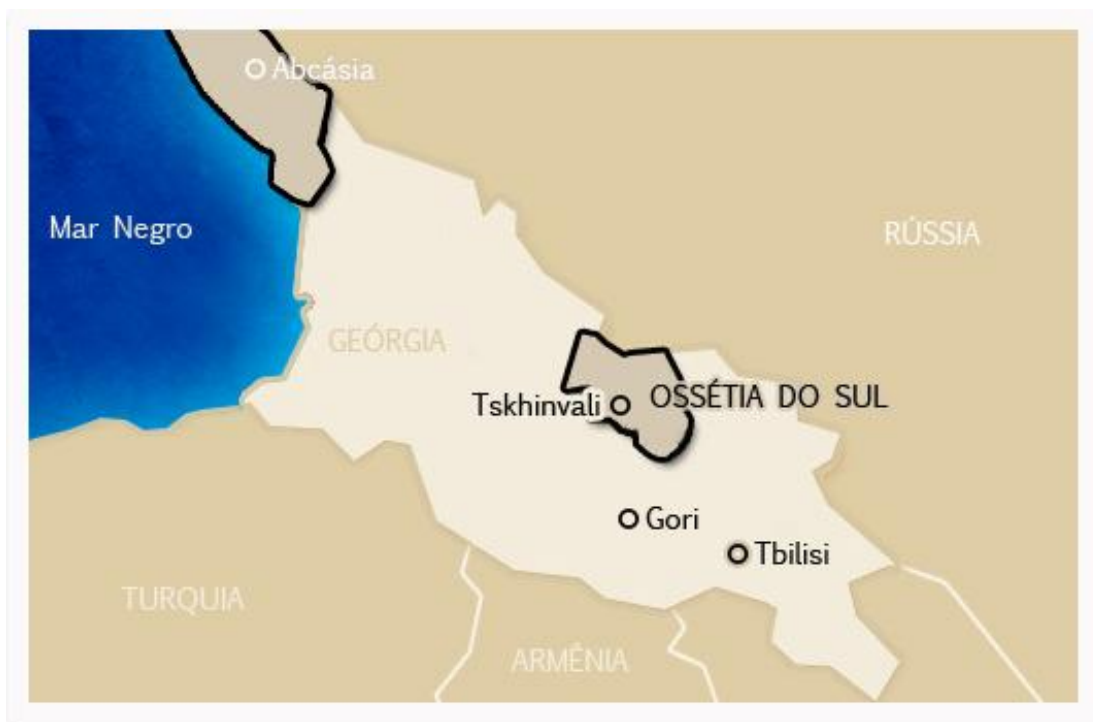 Abcásia
Mar Negro
RÚSSIA
GEÓRGIA
Tskhinvali
OSSÉTIA DO SUL
Gori
Tbilisi
TURQUIA
ARMÊNIA